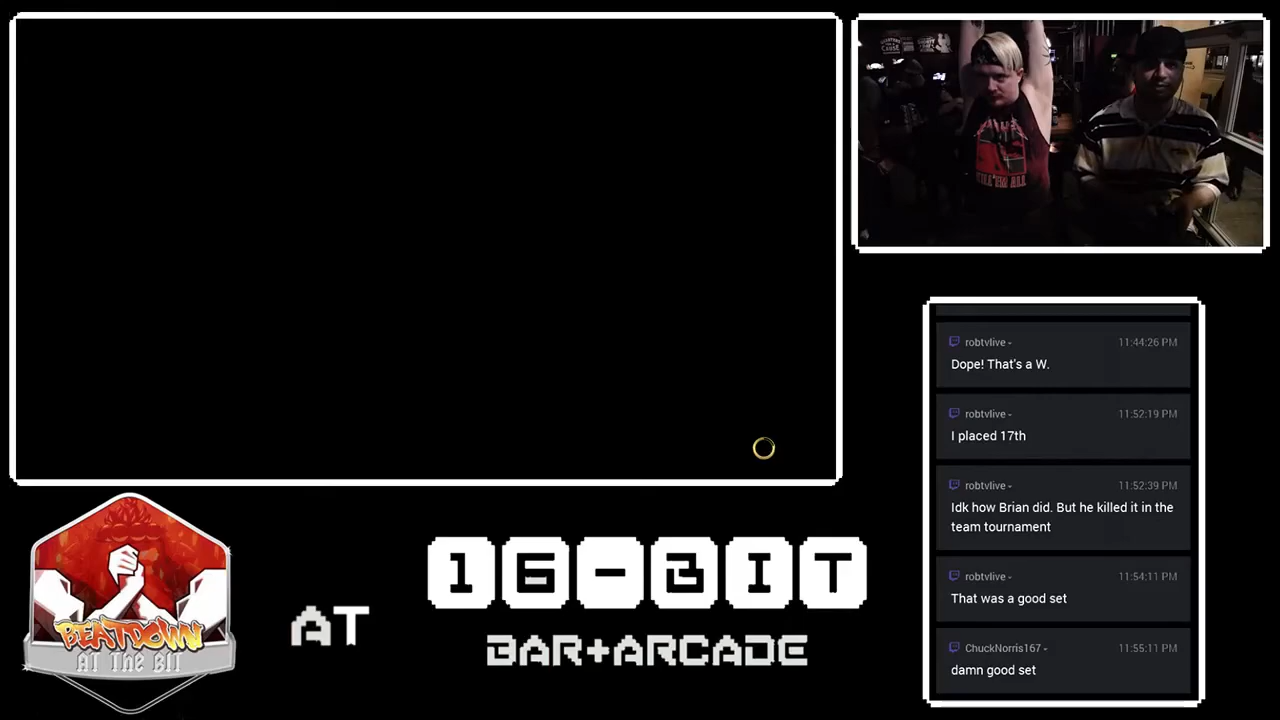 KILL'EM ALL
robtvlive
11:44:26 PM
Dope! That's a W.
robtvlive
11:52:19 PM
I placed 17th
robtvlive
11:52:39 PM
Idk how Brian did. But he killed it in the
team tournament
robtvlive
11:54:11 PM
That was a good set
ChuckNorris167
11:55:11 PM
damn good set
BEATDOWN
AT THE BIT
AT
16-BIT
BAR+ARCADE